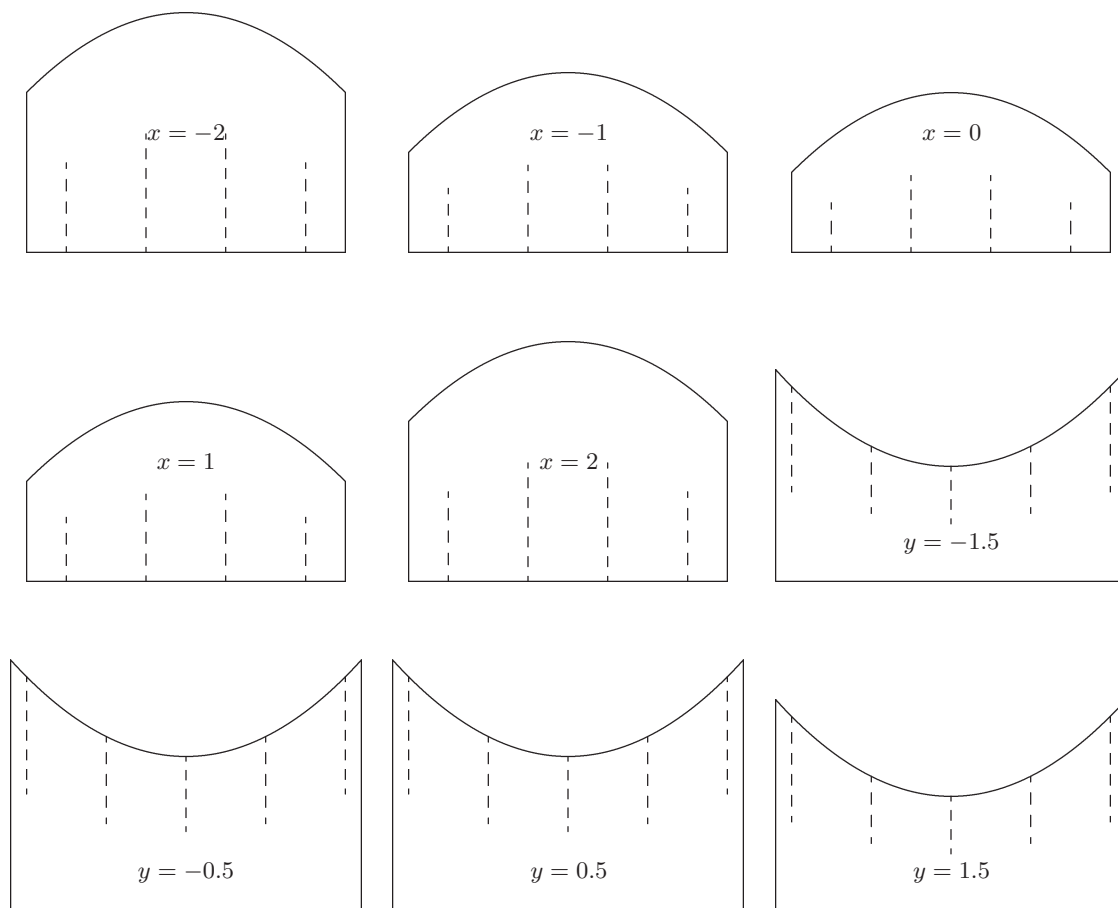 x = −2
x = −1
x = 0
x = 1
x = 2
y = −1.5
y = −0.5
y = 0.5
y = 1.5